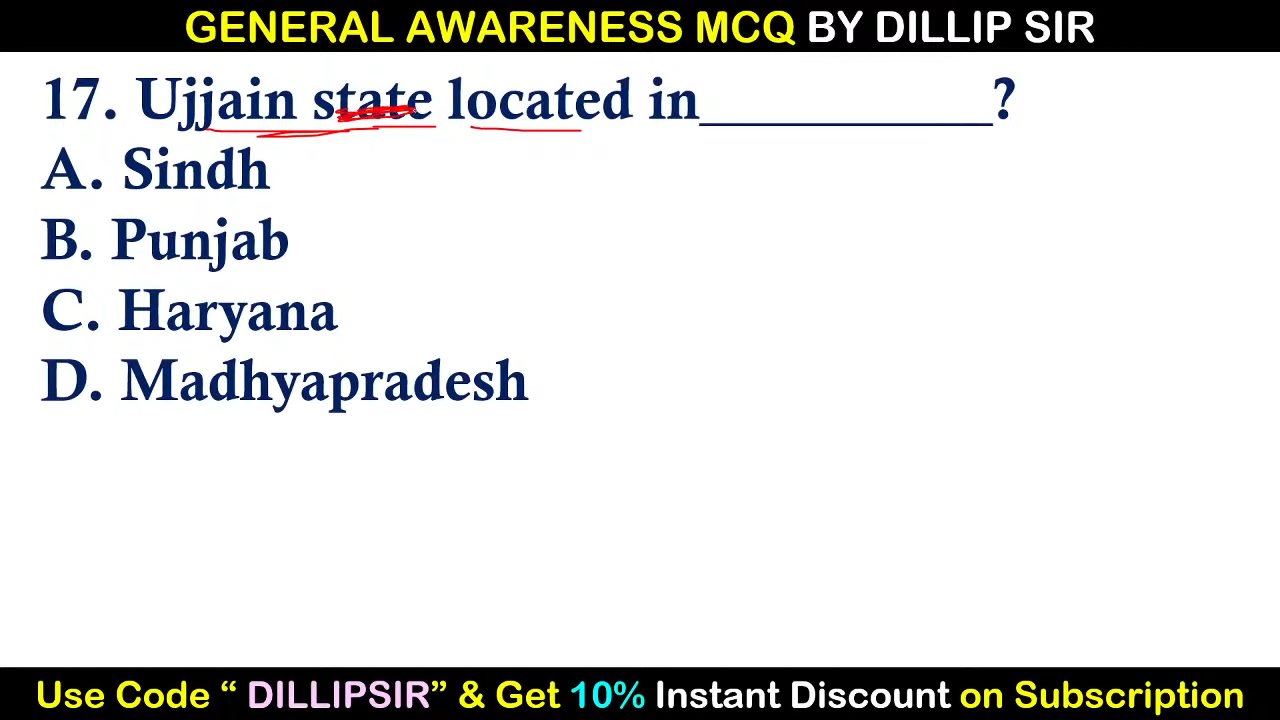 GENERAL AWARENESS MCQ BY DILLIP SIR
17. Ujjain state located in__________?
A. Sindh
B. Punjab
C. Haryana
D. Madhyapradesh
Use Code “ DILLIPSIR” & Get 10% Instant Discount on Subscription